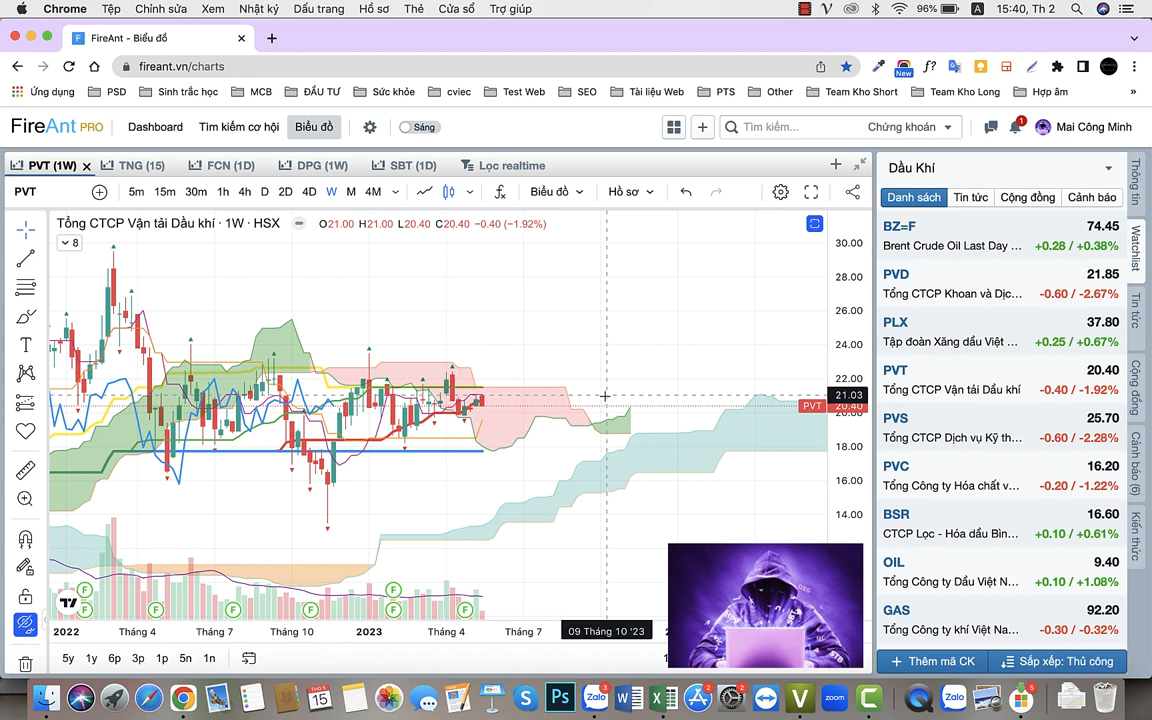 Chrome Tệp Chỉnh sửa Xem Nhật ký Dấu trang Hồ sơ Thẻ Cửa sổ Trợ giúp 96% A 15:40, Th 2
FireAnt - Biểu đồ
fireant.vn/charts
New
Ứng dụng PSD Sinh trắc học MCB ĐẦU TƯ Sức khỏe cviec Test Web SEO Tài liệu Web PTS Other Team Kho Short Team Kho Long Hợp âm »
FireAnt PRO Dashboard Tìm kiếm cơ hội Biểu đồ Sáng Tìm kiếm... Chứng khoán 1 Mai Công Minh
PVT (1W) TNG (15) FCN (1D) DPG (1W) SBT (1D) Lọc realtime
PVT 5m 15m 30m 1h 4h D 2D 4D W M 4M Biểu đồ Hồ sơ
Tổng CTCP Vận tải Dầu khí · 1W · HSX O21.00 H21.00 L20.40 C20.40 −0.40 (−1.92%)
8
30.00
28.00
26.00
24.00
22.00
21.03
PVT 20.40
18.00
16.00
14.00
F F F F F F F F
2022 Tháng 4 Tháng 7 Tháng 10 2023 Tháng 4 Tháng 7 09 Tháng 10 '23
5y 1y 6p 3p 1p 5n 1n
Dầu Khí
Danh sách Tin tức Cộng đồng Cảnh báo
BZ=F 74.45
Brent Crude Oil Last Day ... +0.28 / +0.38%
PVD 21.85
Tổng CTCP Khoan và Dịc... -0.60 / -2.67%
PLX 37.80
Tập đoàn Xăng dầu Việt ... +0.25 / +0.67%
PVT 20.40
Tổng CTCP Vận tải Dầu khí -0.40 / -1.92%
PVS 25.70
Tổng CTCP Dịch vụ Kỹ th... -0.60 / -2.28%
PVC 16.20
Tổng Công ty Hóa chất v... -0.20 / -1.22%
BSR 16.60
CTCP Lọc - Hóa dầu Bìn... +0.10 / +0.61%
OIL 9.40
Tổng Công ty Dầu Việt N... +0.10 / +1.08%
GAS 92.20
Tổng Công ty khí Việt Na... -0.30 / -0.32%
Thêm mã CK Sắp xếp: Thủ công
Thông tin
Watchlist
Tin tức
Cộng đồng
Cảnh báo (6)
Kiến thức
15 Ps Zalo 3 W X 2 2 V zoom C Zalo 5